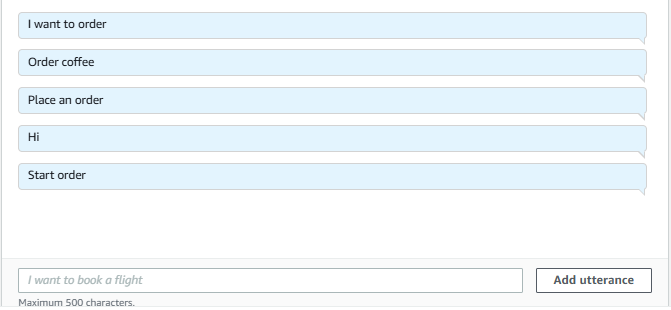 I want to order
Order coffee
Place an order
Hi
Start order
I want to book a flight
Add utterance
Maximum 500 characters.